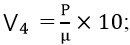 V₄ = P/μ × 10;